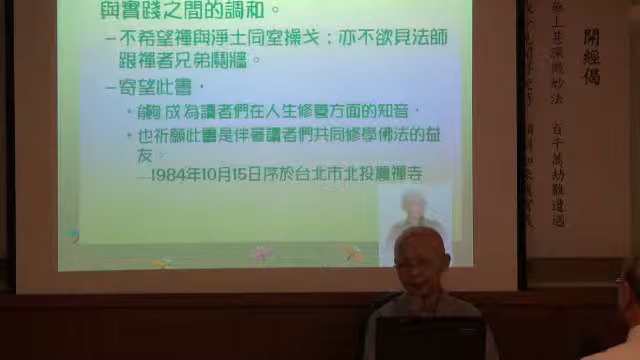 與實踐之間的調和。
–不希望禪與淨土同室操戈；亦不欲見法師
跟禪者兄弟鬩牆。
–寄望此書，
•能夠成為讀者們在人生修養方面的知音，
•也祈願此書是伴著讀者們共同修學佛法的益
友。
—1984年10月15日序於台北市北投農禪寺
開經偈
無上甚深微妙法 百千萬劫難遭遇